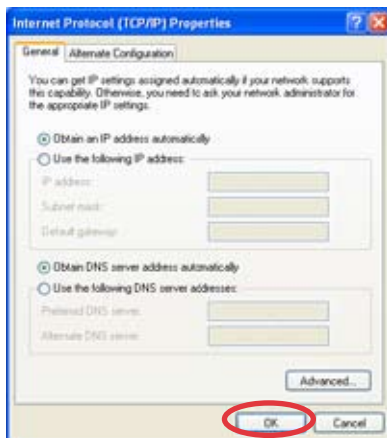 Internet Protocol (TCP/IP) Properties
General
Alternate Configuration
You can get IP settings assigned automatically if your network supports
this capability. Otherwise, you need to ask your network administrator for
the appropriate IP settings.
Obtain an IP address automatically
Use the following IP address:
IP address:
Subnet mask:
Default gateway:
Obtain DNS server address automatically
Use the following DNS server addresses:
Preferred DNS server:
Alternate DNS server:
Advanced...
OK
Cancel